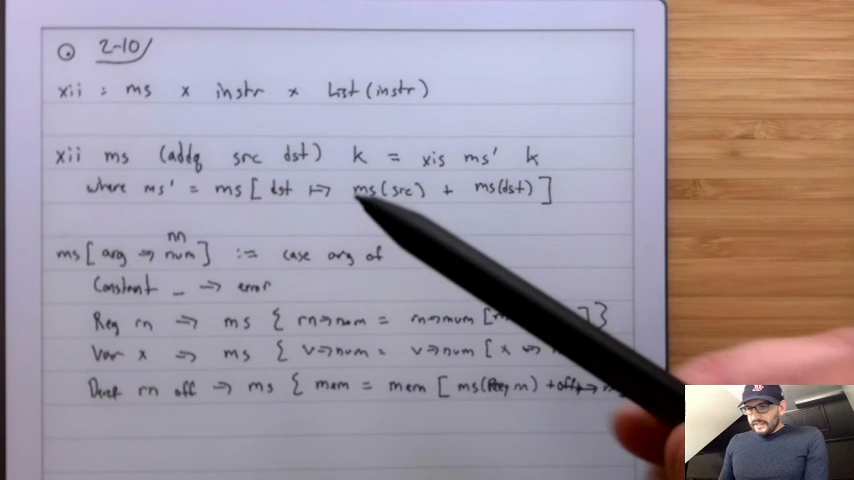 ⊙ 2-10/
xii : ms x instr x List(instr)
xii ms (addq src dst) k = xis ms' k
where ms' = ms[dst ↦ ms(src) + ms(dst)]
nn
ms[arg → num] := case arg of
Constant _ → error
Reg rn → ms { rn→num = rn→num [ ] }
Var x → ms { v→num = v→num [ x →
Deref rn off → ms { mem = mem [ ms(Reg rn) + off →